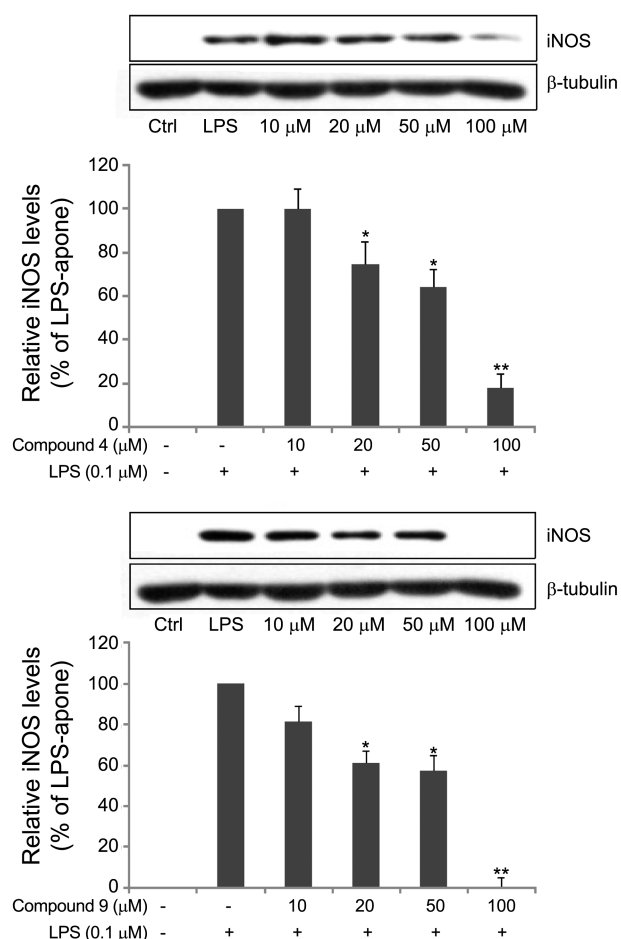 iNOS
β-tubulin
Ctrl LPS 10 μM 20 μM 50 μM 100 μM
Relative iNOS levels
(% of LPS-apone)
120
100
80
60
40
20
0
* * **
Compound 4 (μM) - - 10 20 50 100
LPS (0.1 μM) - + + + + +
iNOS
β-tubulin
Ctrl LPS 10 μM 20 μM 50 μM 100 μM
Relative iNOS levels
(% of LPS-apone)
120
100
80
60
40
20
0
* * **
Compound 9 (μM) - - 10 20 50 100
LPS (0.1 μM) - + + + + +